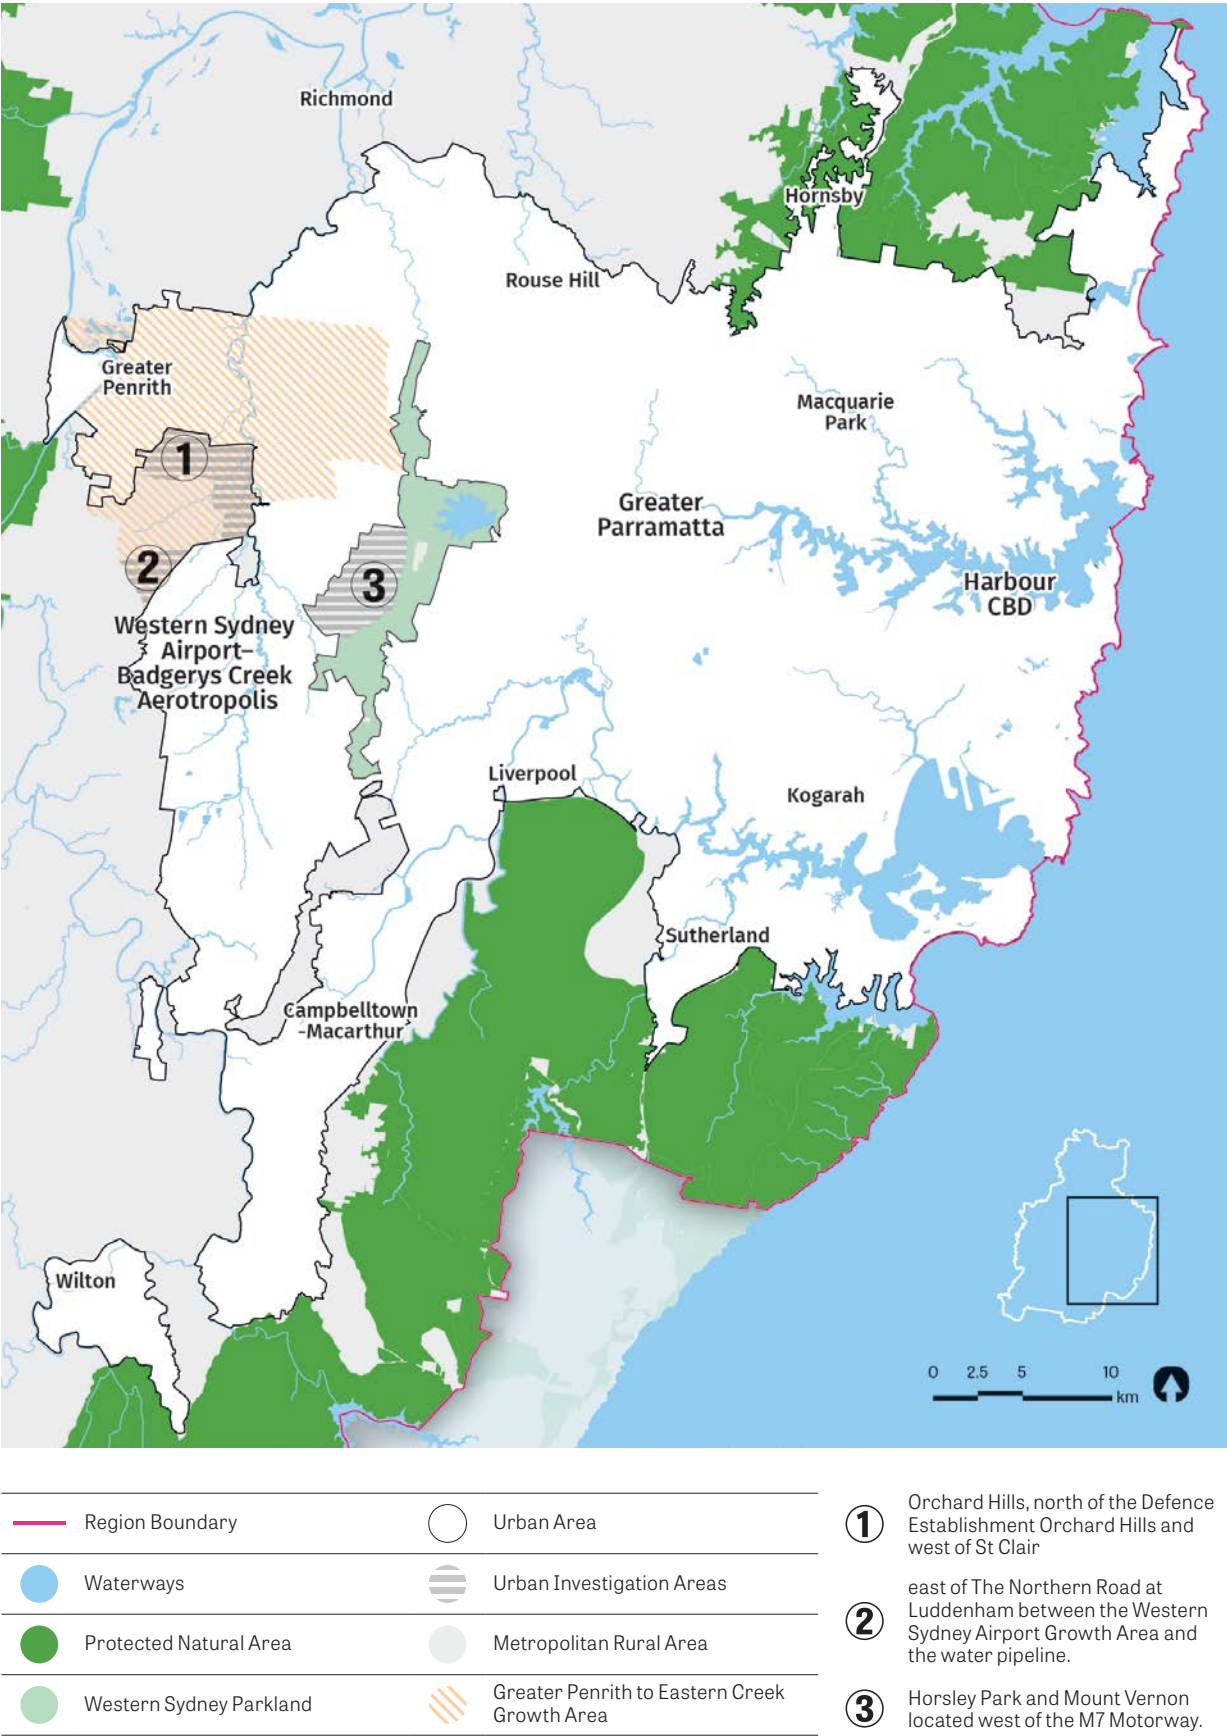 Richmond
Hornsby
Rouse Hill
Greater
Penrith
Macquarie
Park
1
Greater
Parramatta
2
3
Harbour
CBD
Western Sydney
Airport–
Badgerys Creek
Aerotropolis
Liverpool
Kogarah
Sutherland
Campbelltown
-Macarthur
Wilton
0 2.5 5 10
km
Region Boundary
Waterways
Protected Natural Area
Western Sydney Parkland
Urban Area
Urban Investigation Areas
Metropolitan Rural Area
Greater Penrith to Eastern Creek
Growth Area
1
Orchard Hills, north of the Defence
Establishment Orchard Hills and
west of St Clair
2
east of The Northern Road at
Luddenham between the Western
Sydney Airport Growth Area and
the water pipeline.
3
Horsley Park and Mount Vernon
located west of the M7 Motorway.